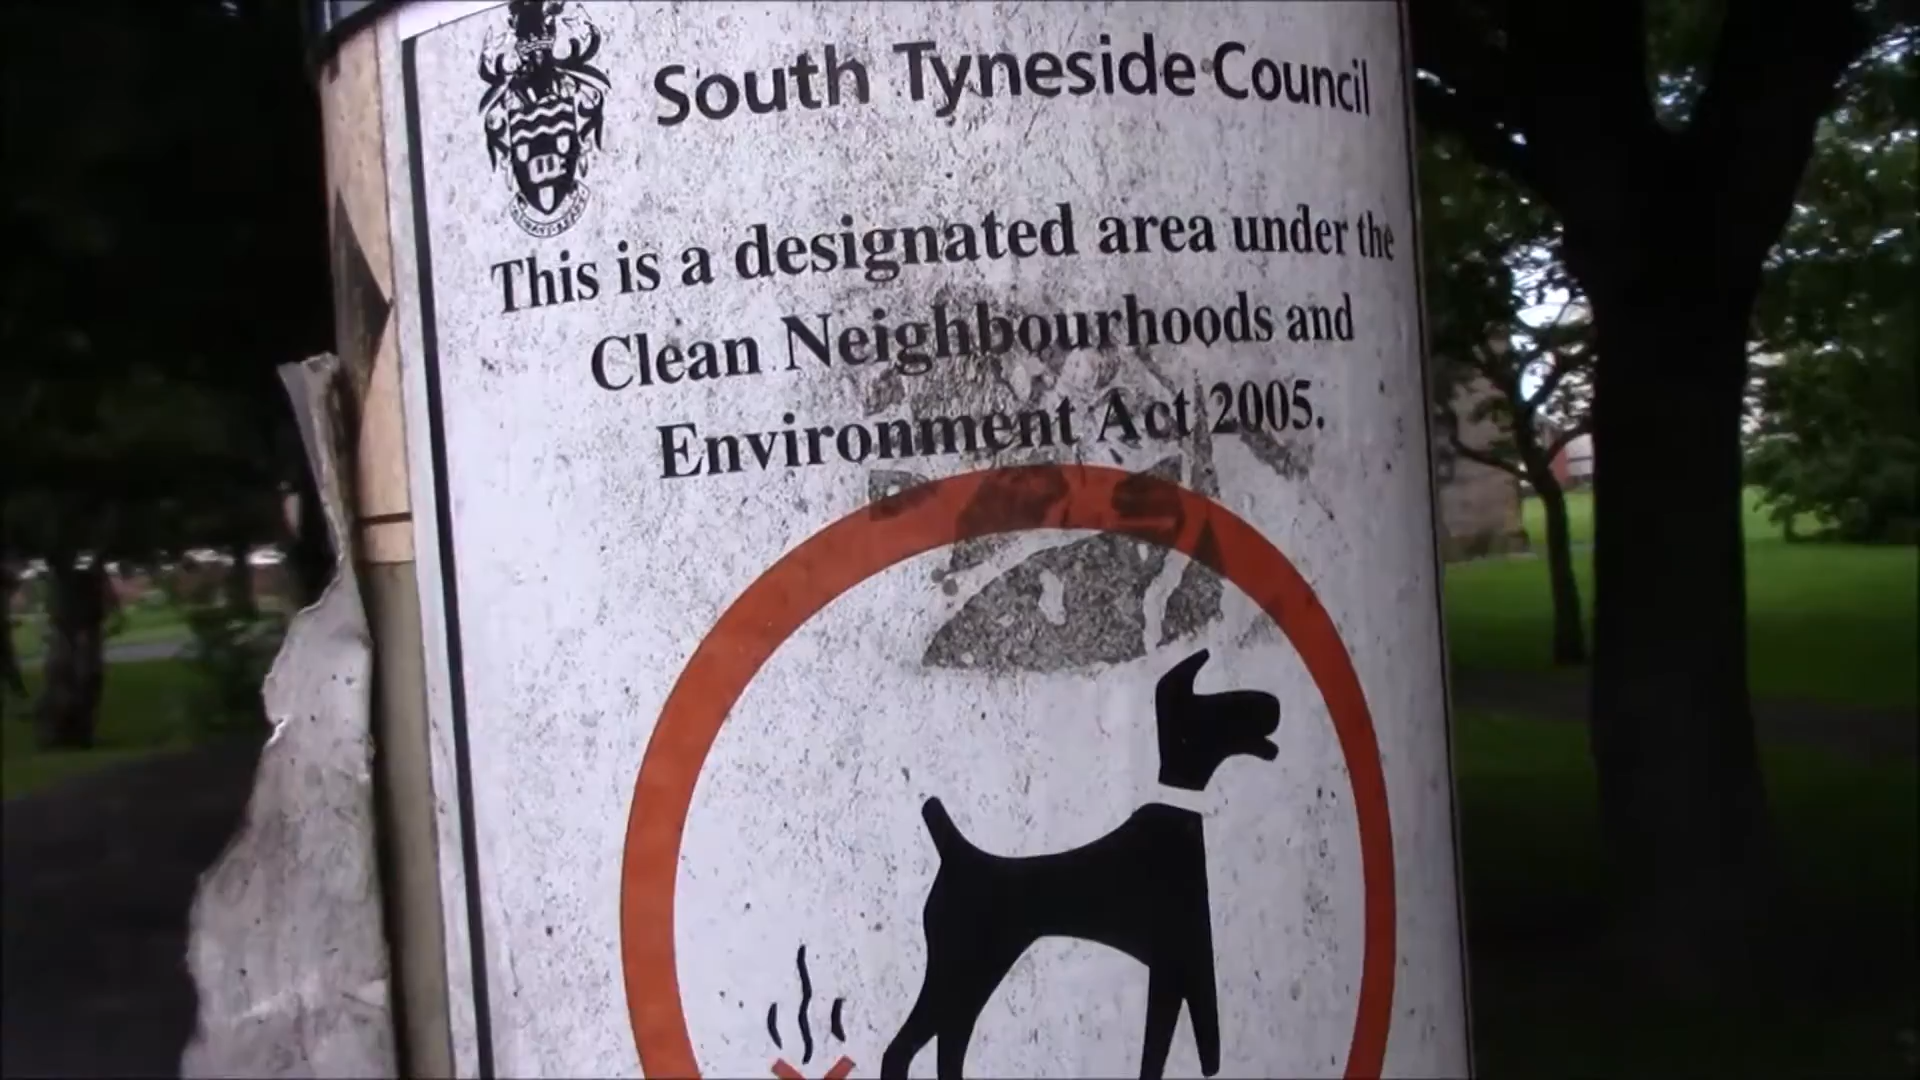 South Tyneside Council
This is a designated area under the
Clean Neighbourhoods and
Environment Act 2005.